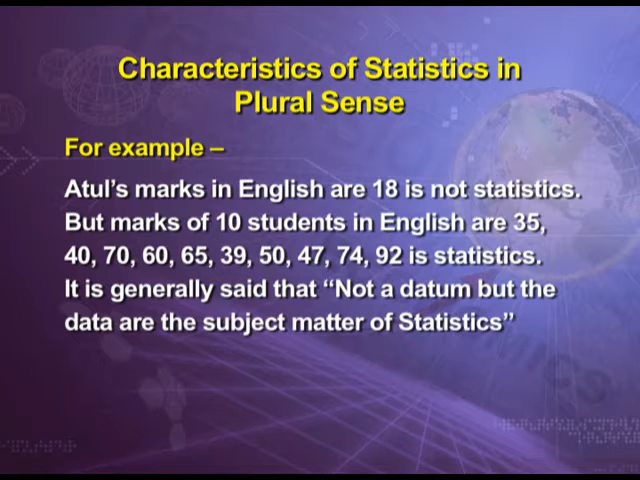 Characteristics of Statistics in
Plural Sense
For example –
Atul's marks in English are 18 is not statistics.
But marks of 10 students in English are 35,
40, 70, 60, 65, 39, 50, 47, 74, 92 is statistics.
It is generally said that “Not a datum but the
data are the subject matter of Statistics”